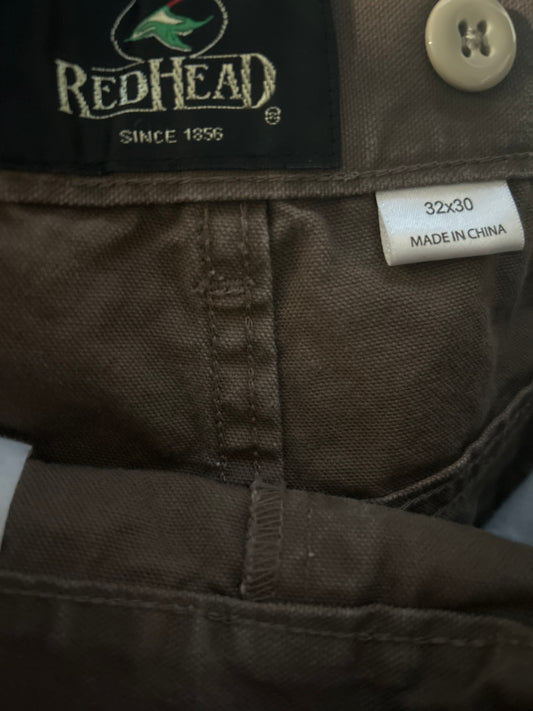 REDHEAD®
SINCE 1856
32x30
MADE IN CHINA